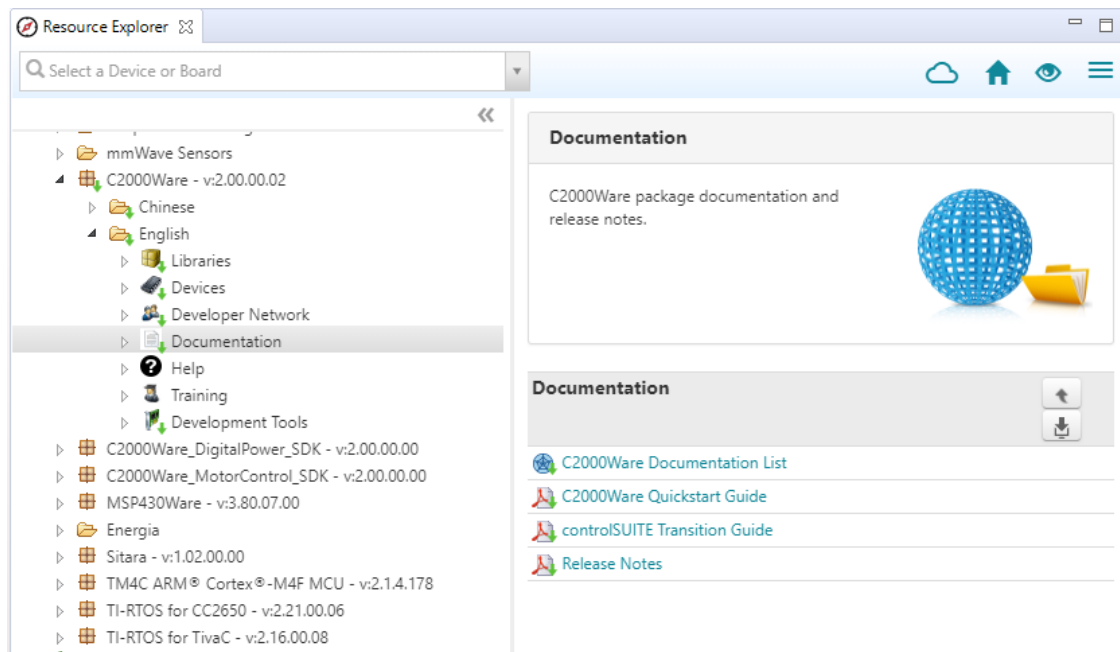 Resource Explorer
Select a Device or Board
mmWave Sensors
C2000Ware - v:2.00.00.02
Chinese
English
Libraries
Devices
Developer Network
Documentation
Help
Training
Development Tools
C2000Ware_DigitalPower_SDK - v:2.00.00.00
C2000Ware_MotorControl_SDK - v:2.00.00.00
MSP430Ware - v:3.80.07.00
Energia
Sitara - v:1.02.00.00
TM4C ARM® Cortex®-M4F MCU - v:2.1.4.178
TI-RTOS for CC2650 - v:2.21.00.06
TI-RTOS for TivaC - v:2.16.00.08
Documentation
C2000Ware package documentation and
release notes.
Documentation
C2000Ware Documentation List
C2000Ware Quickstart Guide
controlSUITE Transition Guide
Release Notes